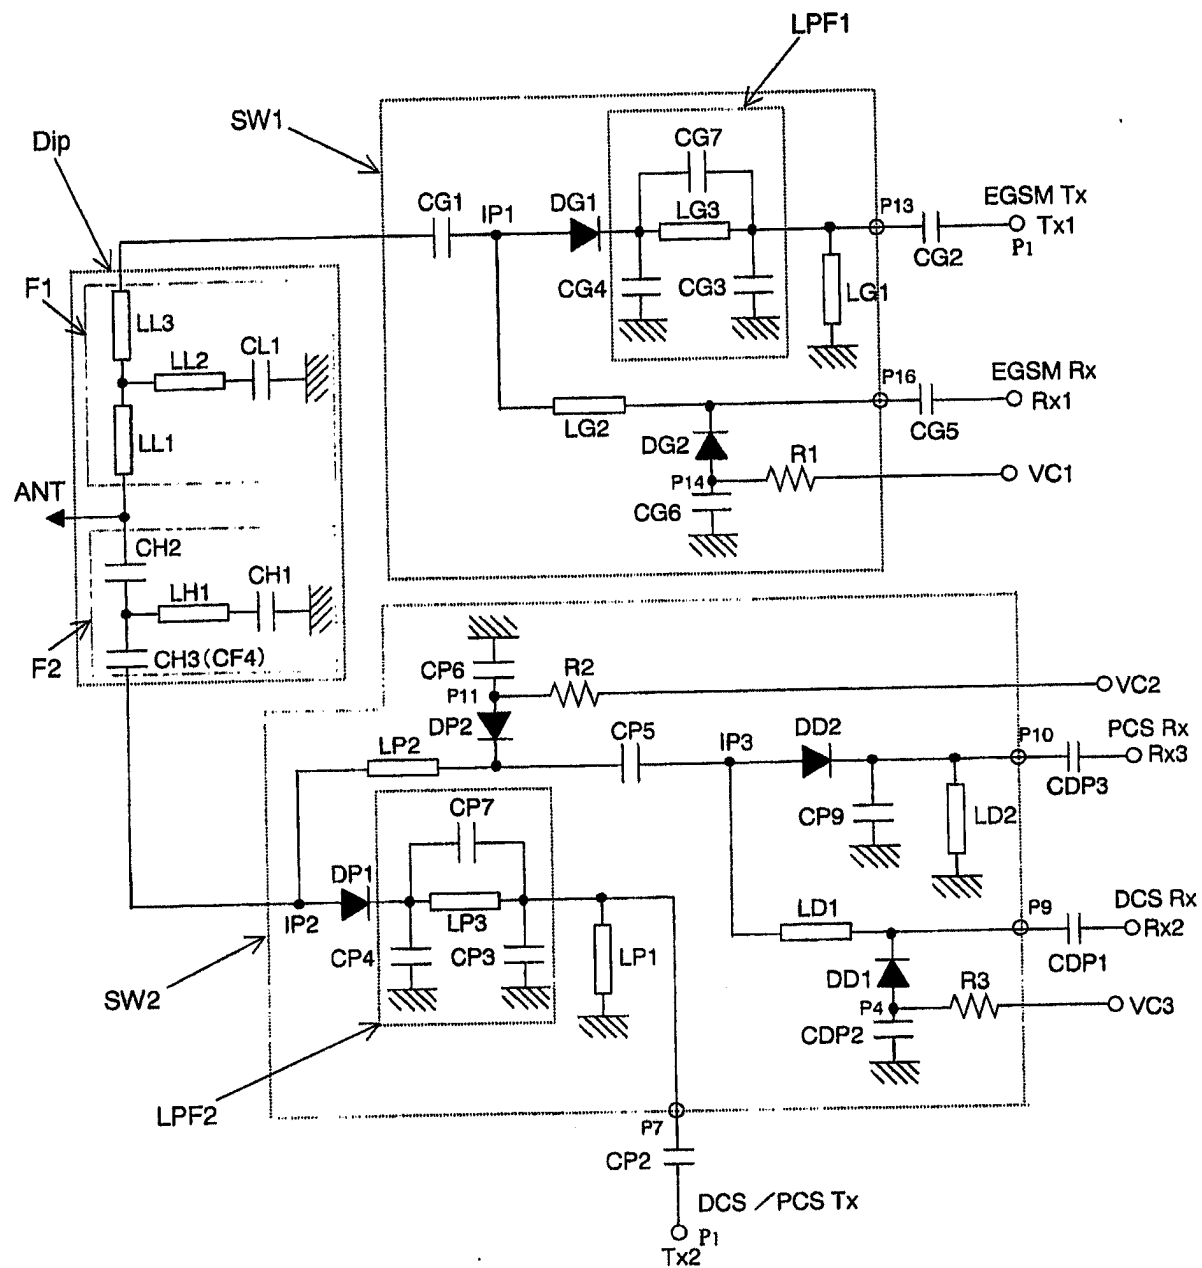 LPF1
SW1
Dip
CG7
CG1
IP1
DG1
LG3
P13
EGSM Tx
Tx1
P1
CG2
F1
CG4
CG3
LG1
LL3
LL2
CL1
P16
EGSM Rx
Rx1
LG2
CG5
LL1
DG2
R1
P14
VC1
ANT
CG6
CH2
LH1
CH1
F2
CH3(CF4)
CP6
R2
P11
VC2
DP2
CP5
IP3
DD2
P10
PCS Rx
Rx3
LP2
CDP3
CP7
CP9
LD2
DP1
LP3
IP2
LD1
P9
DCS Rx
Rx2
CP4
CP3
LP1
CDP1
DD1
R3
SW2
P4
VC3
CDP2
LPF2
P7
CP2
DCS /PCS Tx
P1
Tx2